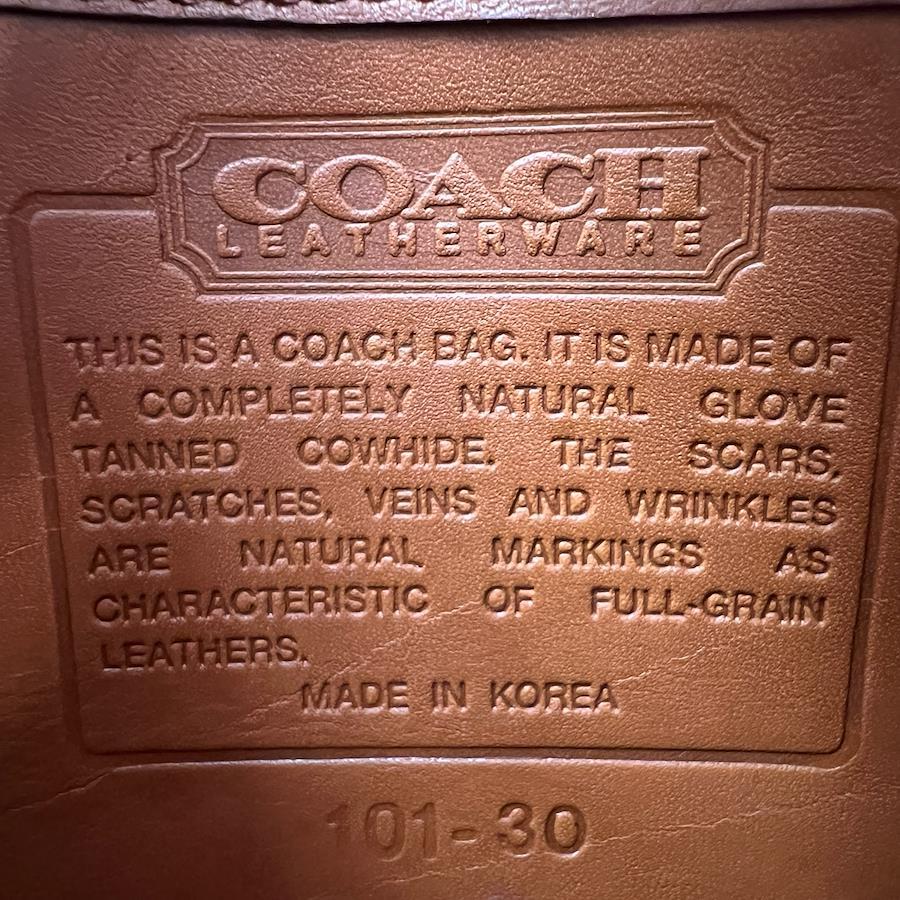 COACH
LEATHERWARE
THIS IS A COACH BAG. IT IS MADE OF
A COMPLETELY NATURAL GLOVE
TANNED COWHIDE. THE SCARS,
SCRATCHES, VEINS AND WRINKLES
ARE NATURAL MARKINGS AS
CHARACTERISTIC OF FULL-GRAIN
LEATHERS.
MADE IN KOREA
101-30